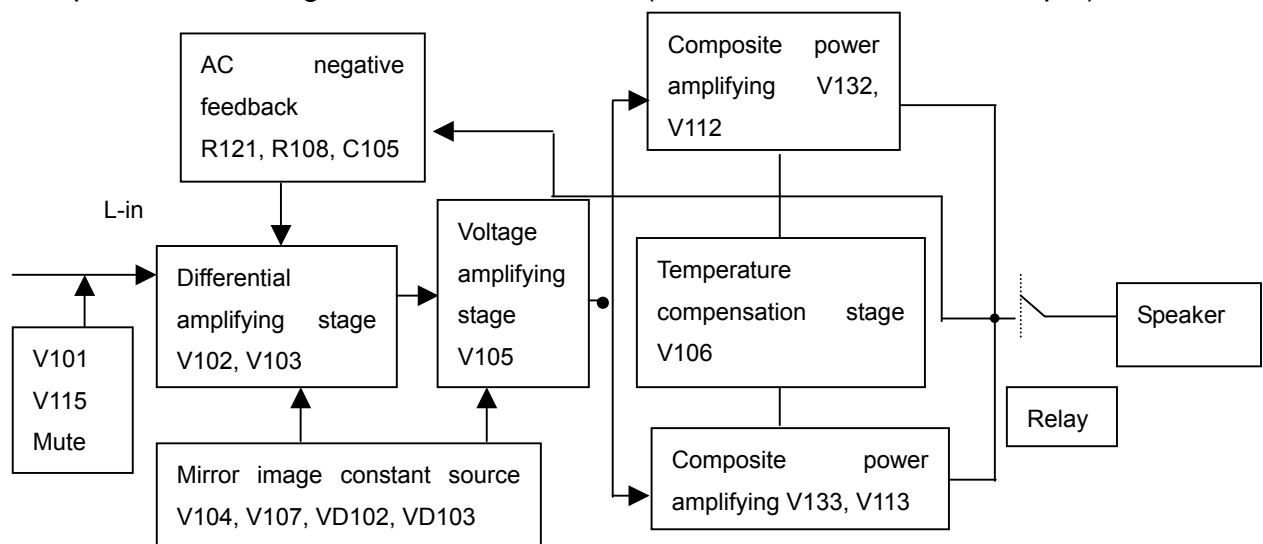 AC negative
feedback
R121, R108, C105
Composite power
amplifying V132,
V112
L-in
Differential
amplifying stage
V102, V103
Voltage
amplifying
stage
V105
Temperature
compensation stage
V106
Speaker
V101
V115
Mute
Relay
Mirror image constant source
V104, V107, VD102, VD103
Composite power
amplifying V133, V113